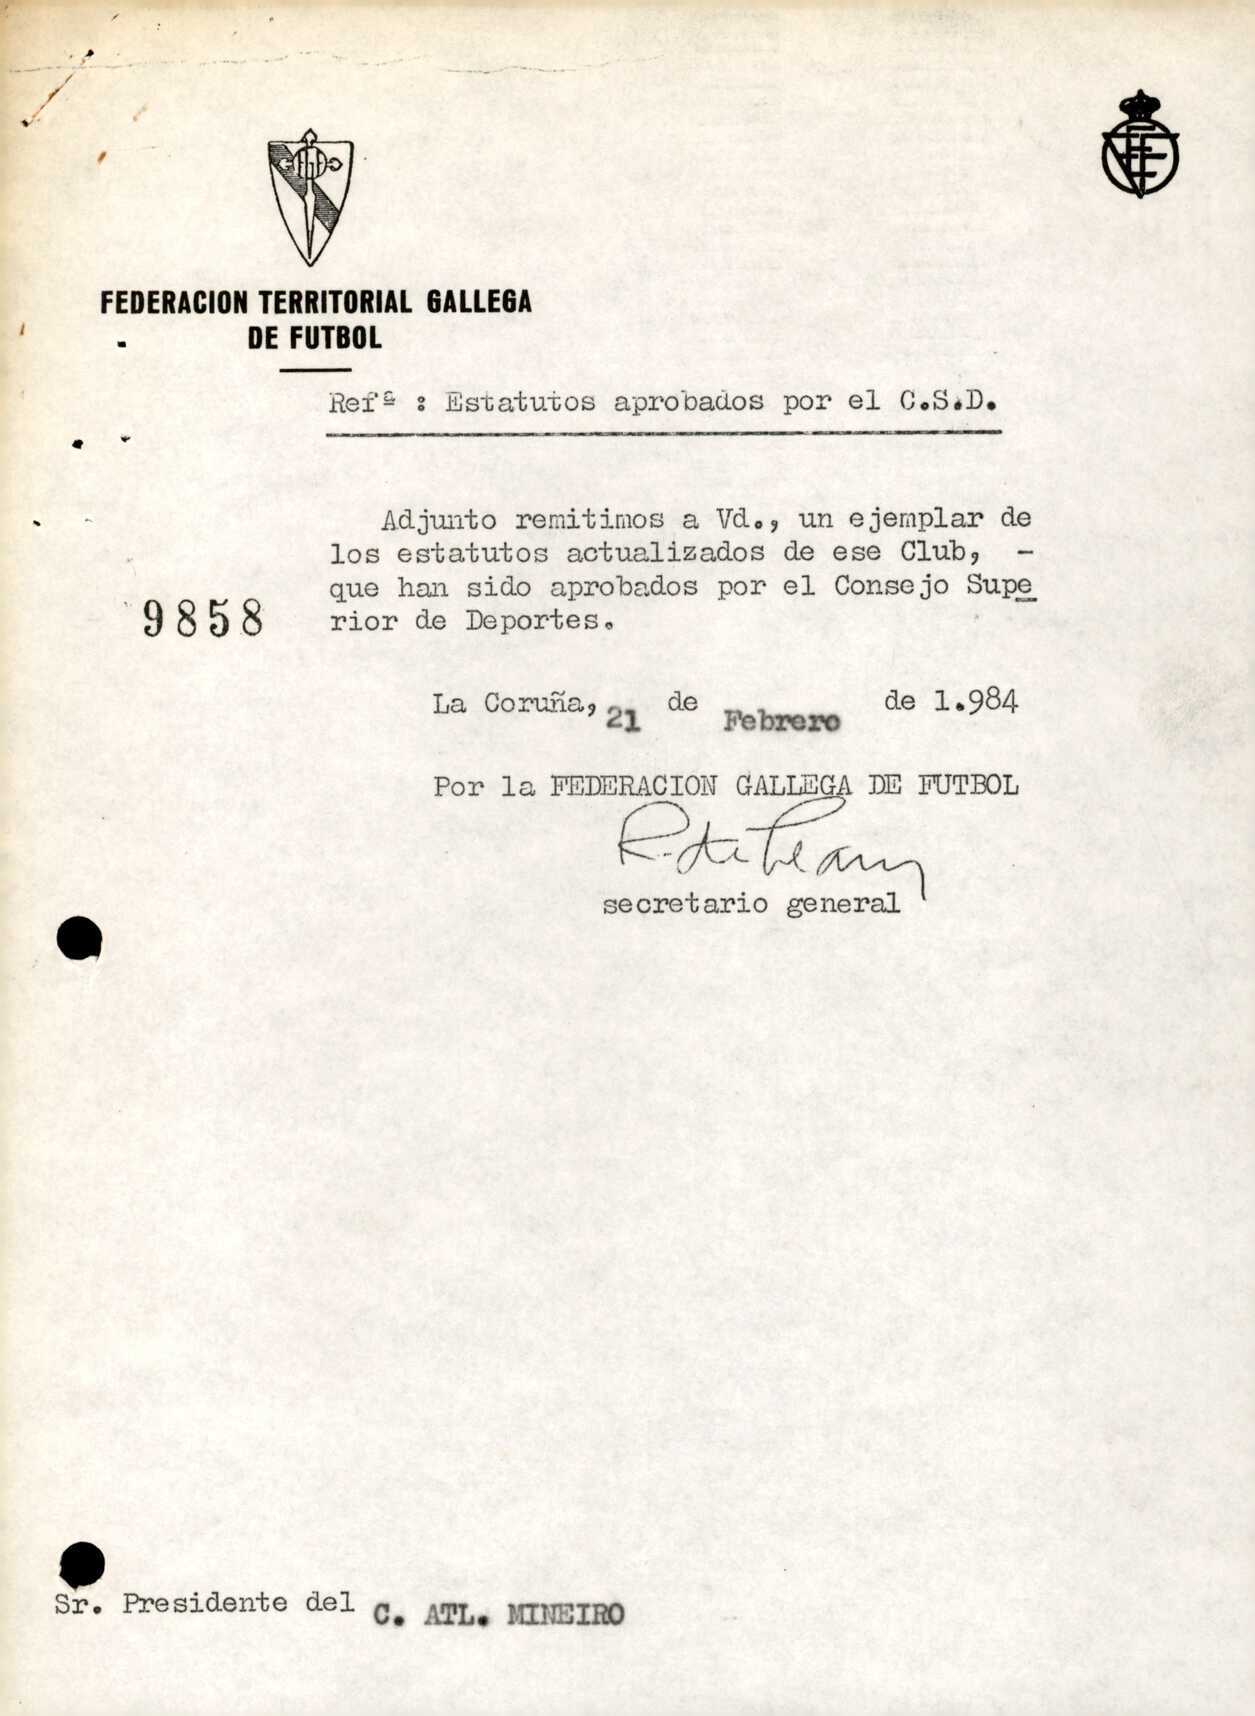 FEDERACION TERRITORIAL GALLEGA
DE FUTBOL
Refª : Estatutos aprobados por el C.S.D.
Adjunto remitimos a Vd., un ejemplar de
los estatutos actualizados de ese Club, -
que han sido aprobados por el Consejo Supe
rior de Deportes.
9858
La Coruña, 21 de Febrero de 1.984
Por la FEDERACION GALLEGA DE FUTBOL
secretario general
Sr. Presidente del C. ATL. MINEIRO